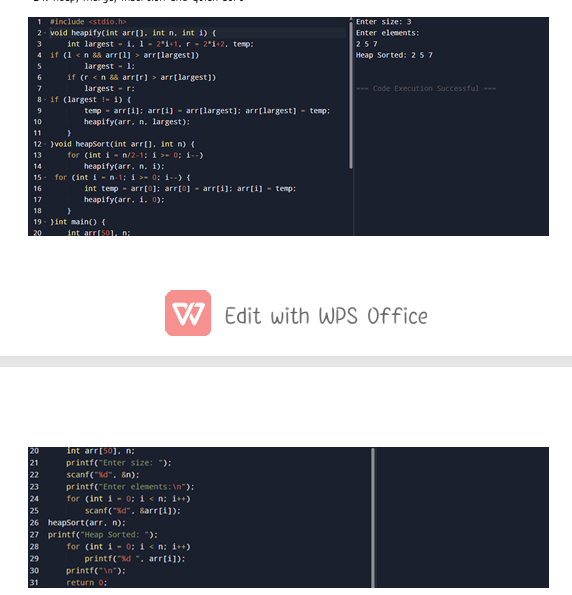 heap, merge, insertion and quick sort
1 #include <stdio.h>
2 void heapify(int arr[], int n, int i) {
3 int largest = i, l = 2*i+1, r = 2*i+2, temp;
4 if (l < n && arr[l] > arr[largest])
5 largest = l;
6 if (r < n && arr[r] > arr[largest])
7 largest = r;
8 if (largest != i) {
9 temp = arr[i]; arr[i] = arr[largest]; arr[largest] = temp;
10 heapify(arr, n, largest);
11 }
12 }void heapSort(int arr[], int n) {
13 for (int i = n/2-1; i >= 0; i--)
14 heapify(arr, n, i);
15 for (int i = n-1; i >= 0; i--) {
16 int temp = arr[0]; arr[0] = arr[i]; arr[i] = temp;
17 heapify(arr, i, 0);
18 }
19 }int main() {
20 int arr[50], n;
Enter size: 3
Enter elements:
2 5 7
Heap Sorted: 2 5 7
=== Code Execution Successful ===
Edit with WPS Office
20 int arr[50], n;
21 printf("Enter size: ");
22 scanf("%d", &n);
23 printf("Enter elements:\n");
24 for (int i = 0; i < n; i++)
25 scanf("%d", &arr[i]);
26 heapSort(arr, n);
27 printf("Heap Sorted: ");
28 for (int i = 0; i < n; i++)
29 printf("%d ", arr[i]);
30 printf("\n");
31 return 0;